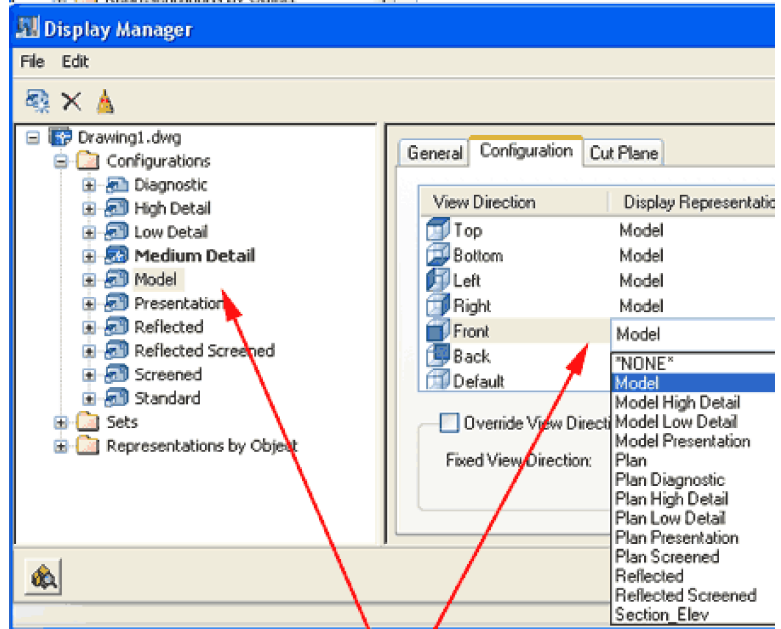 Display Manager
File Edit
Drawing1.dwg
Configurations
Diagnostic
High Detail
Low Detail
Medium Detail
Model
Presentation
Reflected
Reflected Screened
Screened
Standard
Sets
Representations by Object
General Configuration Cut Plane
View Direction Display Representatio
Top Model
Bottom Model
Left Model
Right Model
Front Model
Back
Default
*NONE*
Model
Model High Detail
Model Low Detail
Model Presentation
Plan
Plan Diagnostic
Plan High Detail
Plan Low Detail
Plan Presentation
Plan Screened
Reflected
Reflected Screened
Section_Elev
Override View Directi
Fixed View Direction: